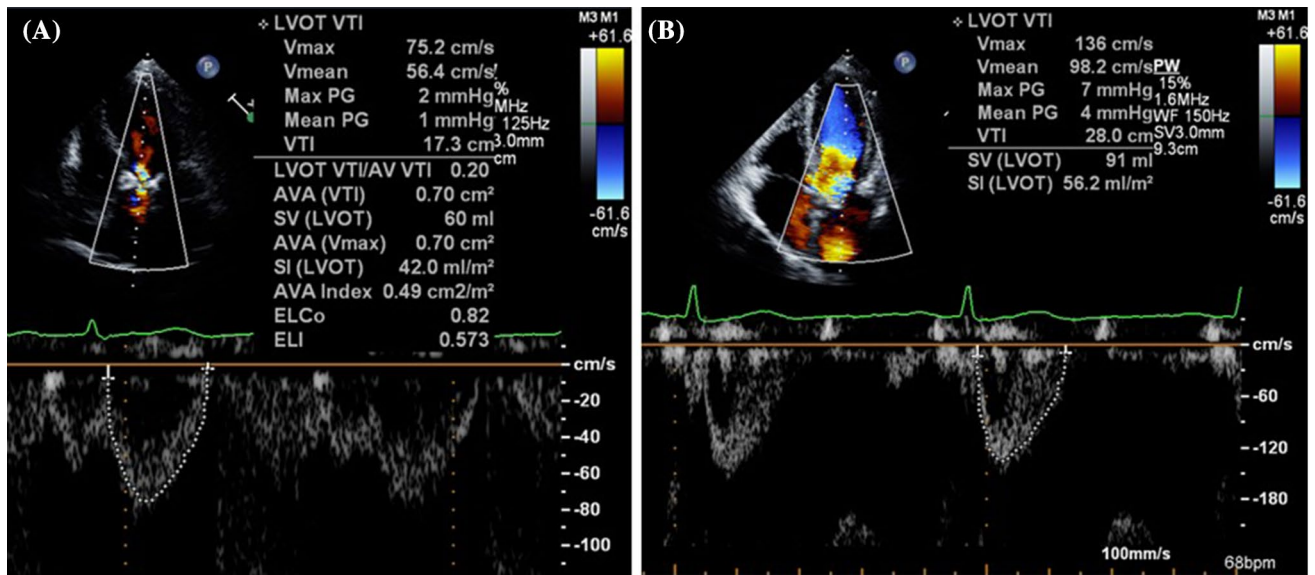 (A)
LVOT VTI
Vmax 75.2 cm/s
Vmean 56.4 cm/s
Max PG 2 mmHg
Mean PG 1 mmHg
VTI 17.3 cm
LVOT VTI/AV VTI 0.20
AVA (VTI) 0.70 cm²
SV (LVOT) 60 ml
AVA (Vmax) 0.70 cm²
SI (LVOT) 42.0 ml/m²
AVA Index 0.49 cm2/m²
ELCo 0.82
ELI 0.573
%
MHz
125Hz
3.0mm
cm
P
M3 M1
+61.6
-61.6
cm/s
cm/s
-20
-40
-60
-80
-100
(B)
LVOT VTI
Vmax 136 cm/s
Vmean 98.2 cm/s
Max PG 7 mmHg
Mean PG 4 mmHg
VTI 28.0 cm
SV (LVOT) 91 ml
SI (LVOT) 56.2 ml/m²
PW
15%
1.6MHz
WF 150Hz
SV3.0mm
9.3cm
P
M3 M1
+61.6
-61.6
cm/s
cm/s
-60
-120
-180
100mm/s
68bpm